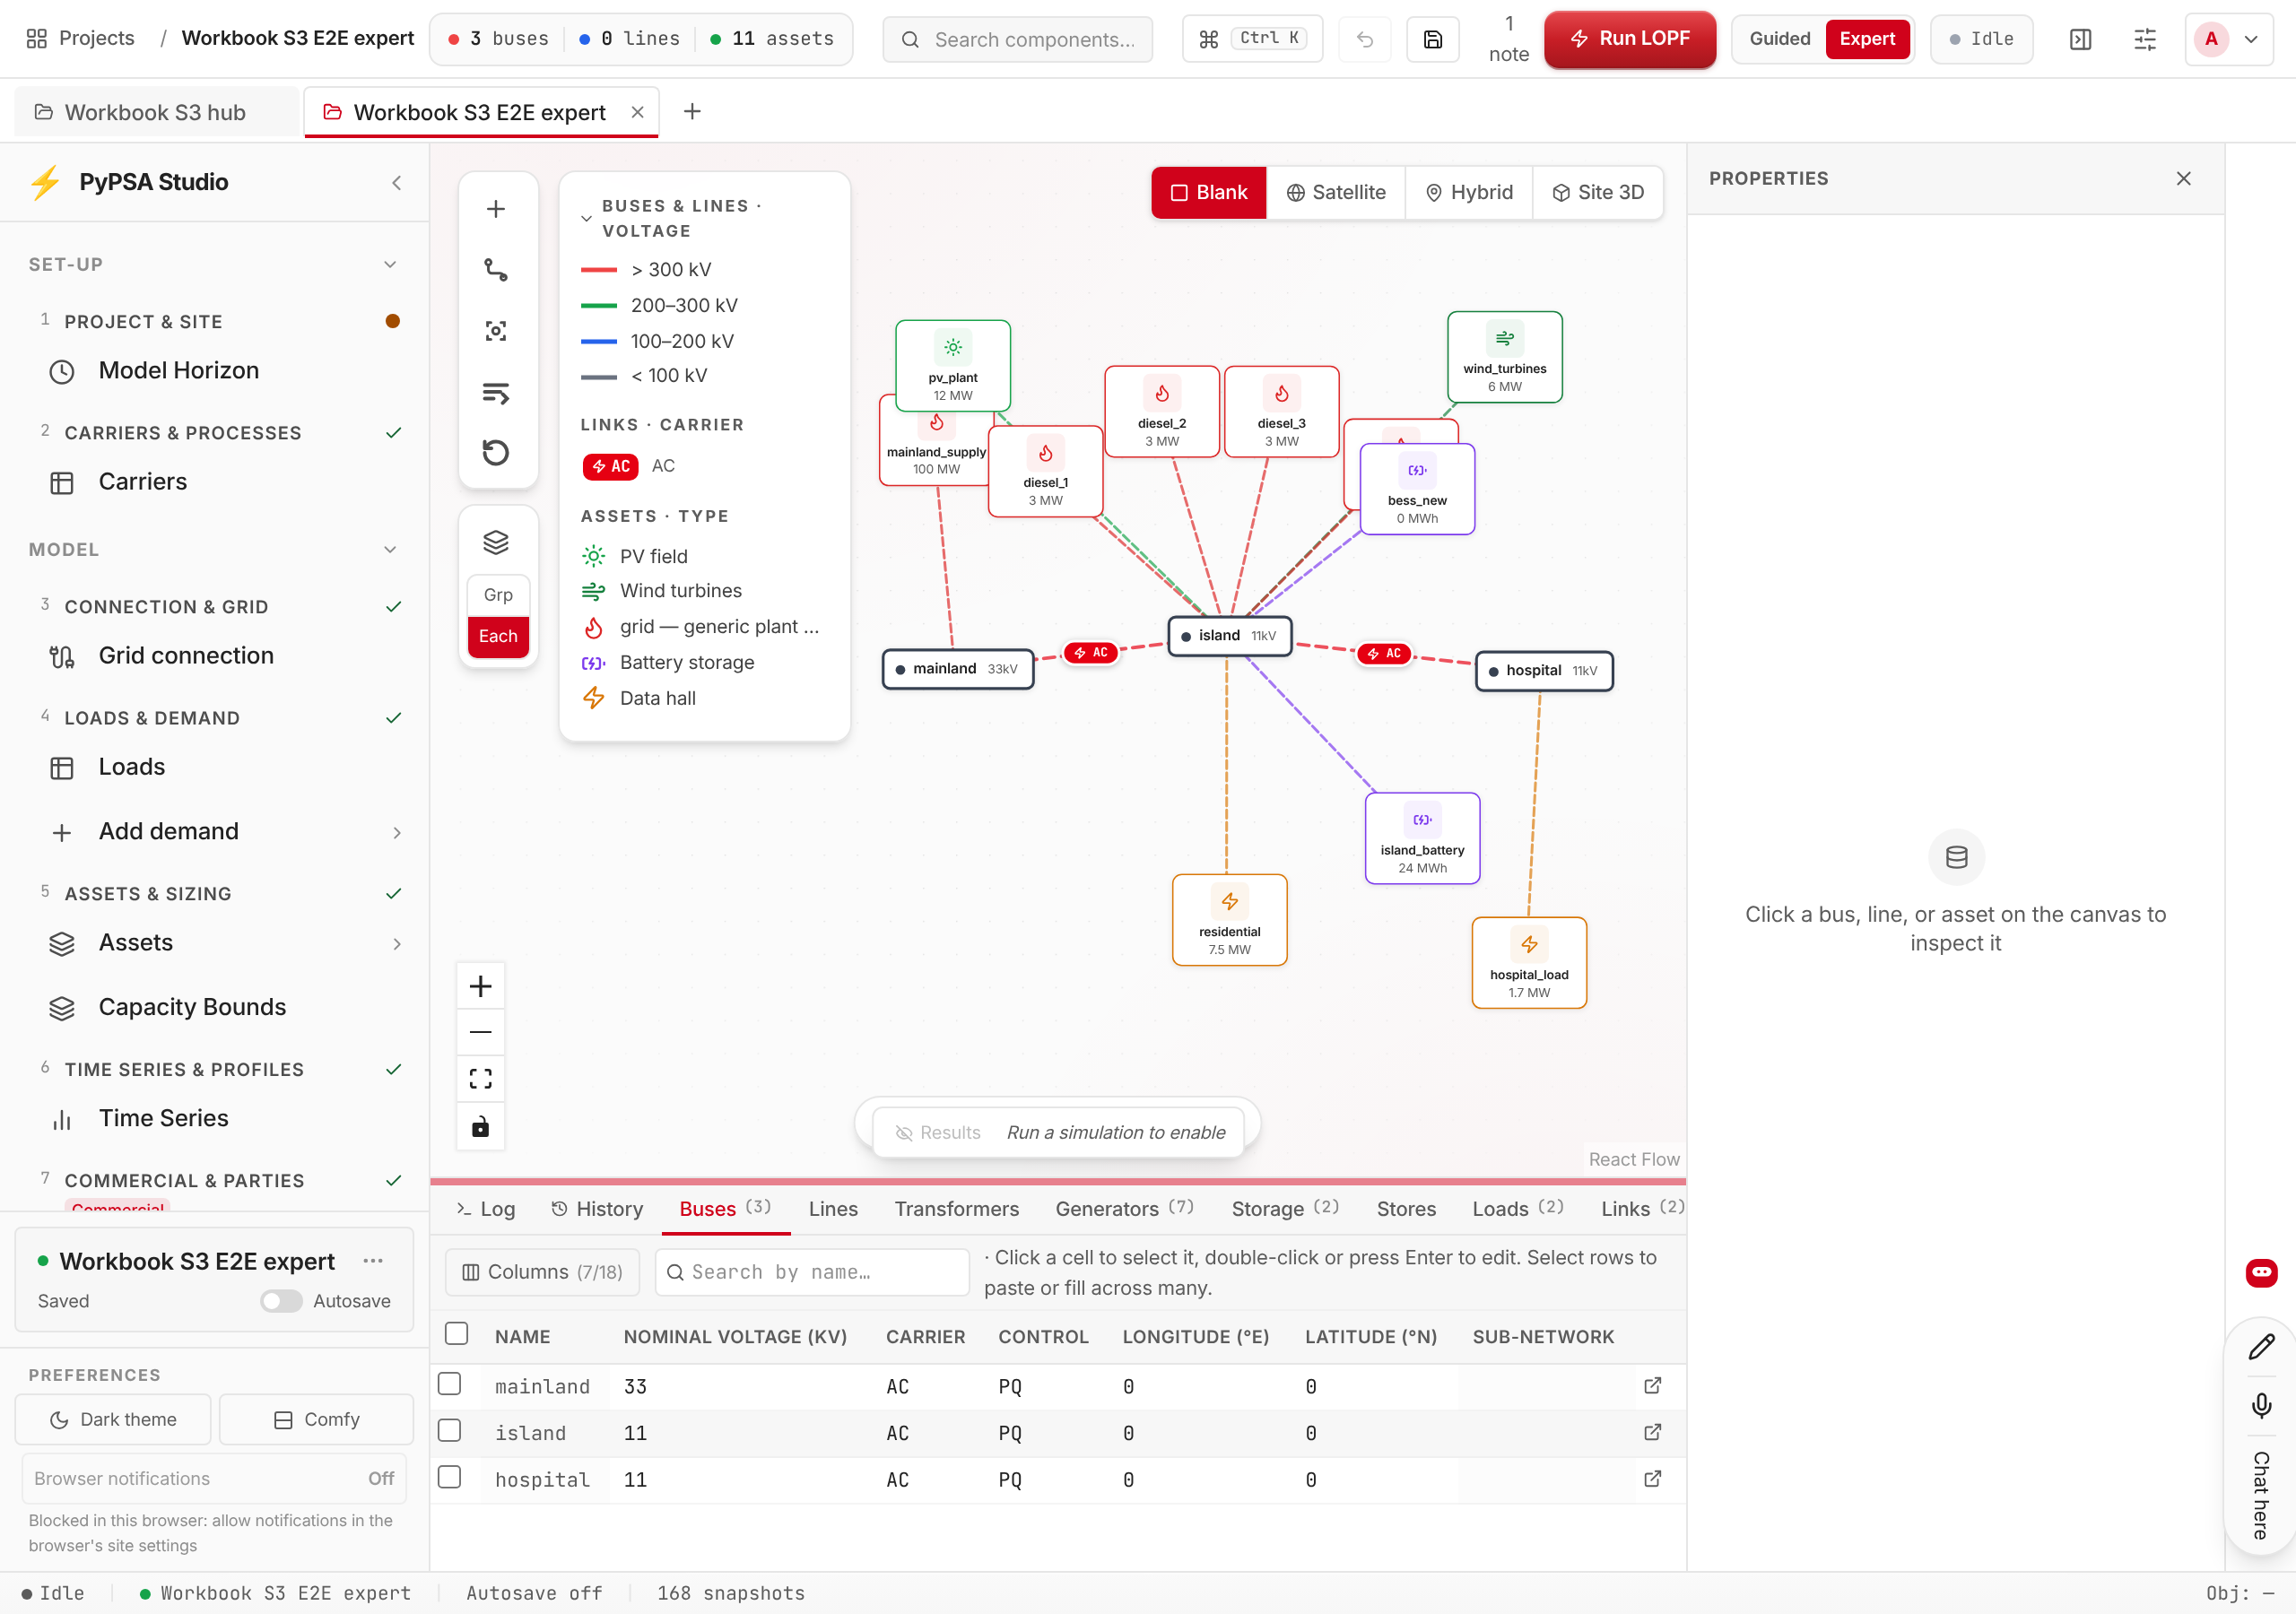 Projects / Workbook S3 E2E expert
3 buses
0 lines
11 assets
Search components...
Ctrl K
1 note
Run LOPF
Guided
Expert
Idle
A
Workbook S3 hub
Workbook S3 E2E expert
PyPSA Studio
SET-UP
1 PROJECT & SITE
Model Horizon
2 CARRIERS & PROCESSES
Carriers
MODEL
3 CONNECTION & GRID
Grid connection
4 LOADS & DEMAND
Loads
Add demand
5 ASSETS & SIZING
Assets
Capacity Bounds
6 TIME SERIES & PROFILES
Time Series
7 COMMERCIAL & PARTIES
Commercial
Workbook S3 E2E expert
Saved
Autosave
PREFERENCES
Dark theme
Comfy
Browser notifications Off
Blocked in this browser: allow notifications in the
browser's site settings
Grp
Each
BUSES & LINES ·
VOLTAGE
> 300 kV
200–300 kV
100–200 kV
< 100 kV
LINKS · CARRIER
AC AC
ASSETS · TYPE
PV field
Wind turbines
grid — generic plant ...
Battery storage
Data hall
Blank
Satellite
Hybrid
Site 3D
pv_plant
12 MW
mainland_supply
100 MW
diesel_1
3 MW
diesel_2
3 MW
diesel_3
3 MW
wind_turbines
6 MW
bess_new
0 MWh
mainland 33kV
AC
island 11kV
AC
hospital 11kV
island_battery
24 MWh
residential
7.5 MW
hospital_load
1.7 MW
Results
Run a simulation to enable
React Flow
PROPERTIES
Click a bus, line, or asset on the canvas to
inspect it
Log
History
Buses (3)
Lines
Transformers
Generators (7)
Storage (2)
Stores
Loads (2)
Links (2)
Columns (7/18)
Search by name…
· Click a cell to select it, double-click or press Enter to edit. Select rows to
paste or fill across many.
NAME NOMINAL VOLTAGE (KV) CARRIER CONTROL LONGITUDE (°E) LATITUDE (°N) SUB-NETWORK
mainland 33 AC PQ 0 0
island 11 AC PQ 0 0
hospital 11 AC PQ 0 0
Chat here
Idle
Workbook S3 E2E expert
Autosave off
168 snapshots
Obj: —